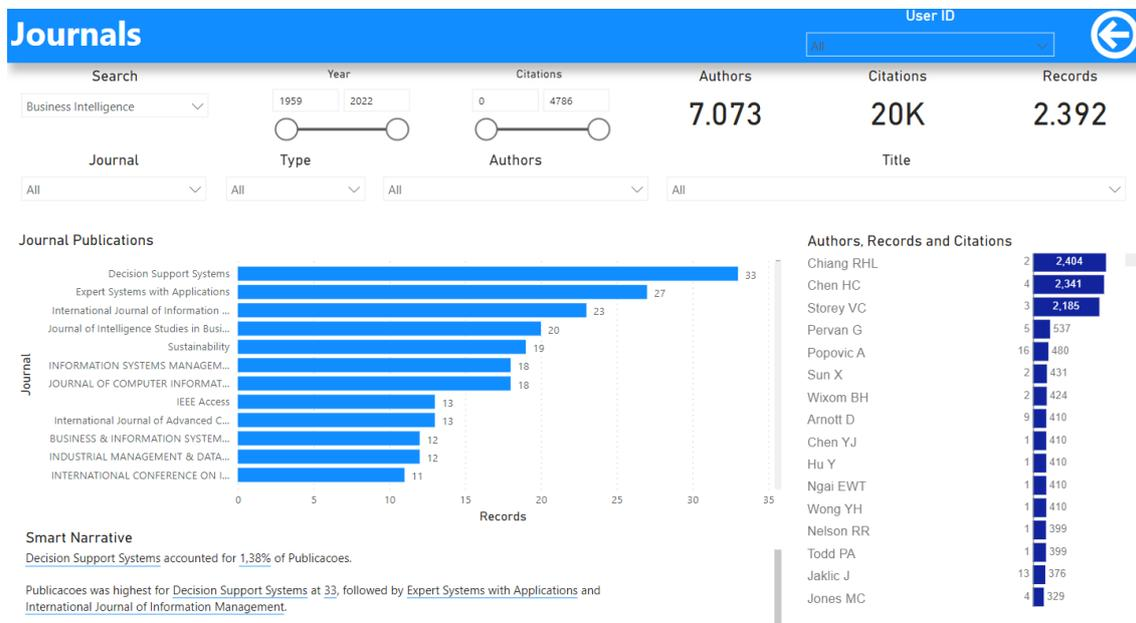 Journals
User ID
All
Search
Year
Citations
Authors
Citations
Records
Business Intelligence
1959
2022
0
4786
7.073
20K
2.392
Journal
Type
Authors
Title
All
All
All
All
Journal Publications
Journal
Decision Support Systems 33
Expert Systems with Applications 27
International Journal of Information ... 23
Journal of Intelligence Studies in Busi... 20
Sustainability 19
INFORMATION SYSTEMS MANAGEM... 18
JOURNAL OF COMPUTER INFORMAT... 18
IEEE Access 13
International Journal of Advanced C... 13
BUSINESS & INFORMATION SYSTEM... 12
INDUSTRIAL MANAGEMENT & DATA... 12
INTERNATIONAL CONFERENCE ON I... 11
0 5 10 15 20 25 30 35
Records
Authors, Records and Citations
Chiang RHL 2 2,404
Chen HC 4 2,341
Storey VC 3 2,185
Pervan G 5 537
Popovic A 16 480
Sun X 2 431
Wixom BH 2 424
Arnott D 9 410
Chen YJ 1 410
Hu Y 1 410
Ngai EWT 1 410
Wong YH 1 410
Nelson RR 1 399
Todd PA 1 399
Jaklic J 13 376
Jones MC 4 329
Smart Narrative
Decision Support Systems accounted for 1,38% of Publicacoes.
Publicacoes was highest for Decision Support Systems at 33, followed by Expert Systems with Applications and
International Journal of Information Management.